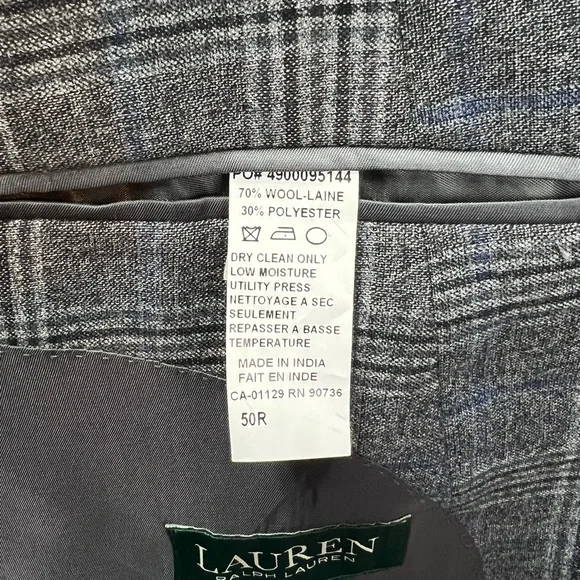 PO# 4900095144
70% WOOL-LAINE
30% POLYESTER
DRY CLEAN ONLY
LOW MOISTURE
UTILITY PRESS
NETTOYAGE A SEC
SEULEMENT
REPASSER A BASSE
TEMPERATURE
MADE IN INDIA
FAIT EN INDE
CA-01129 RN 90736
50R
LAUREN
RALPH LAUREN